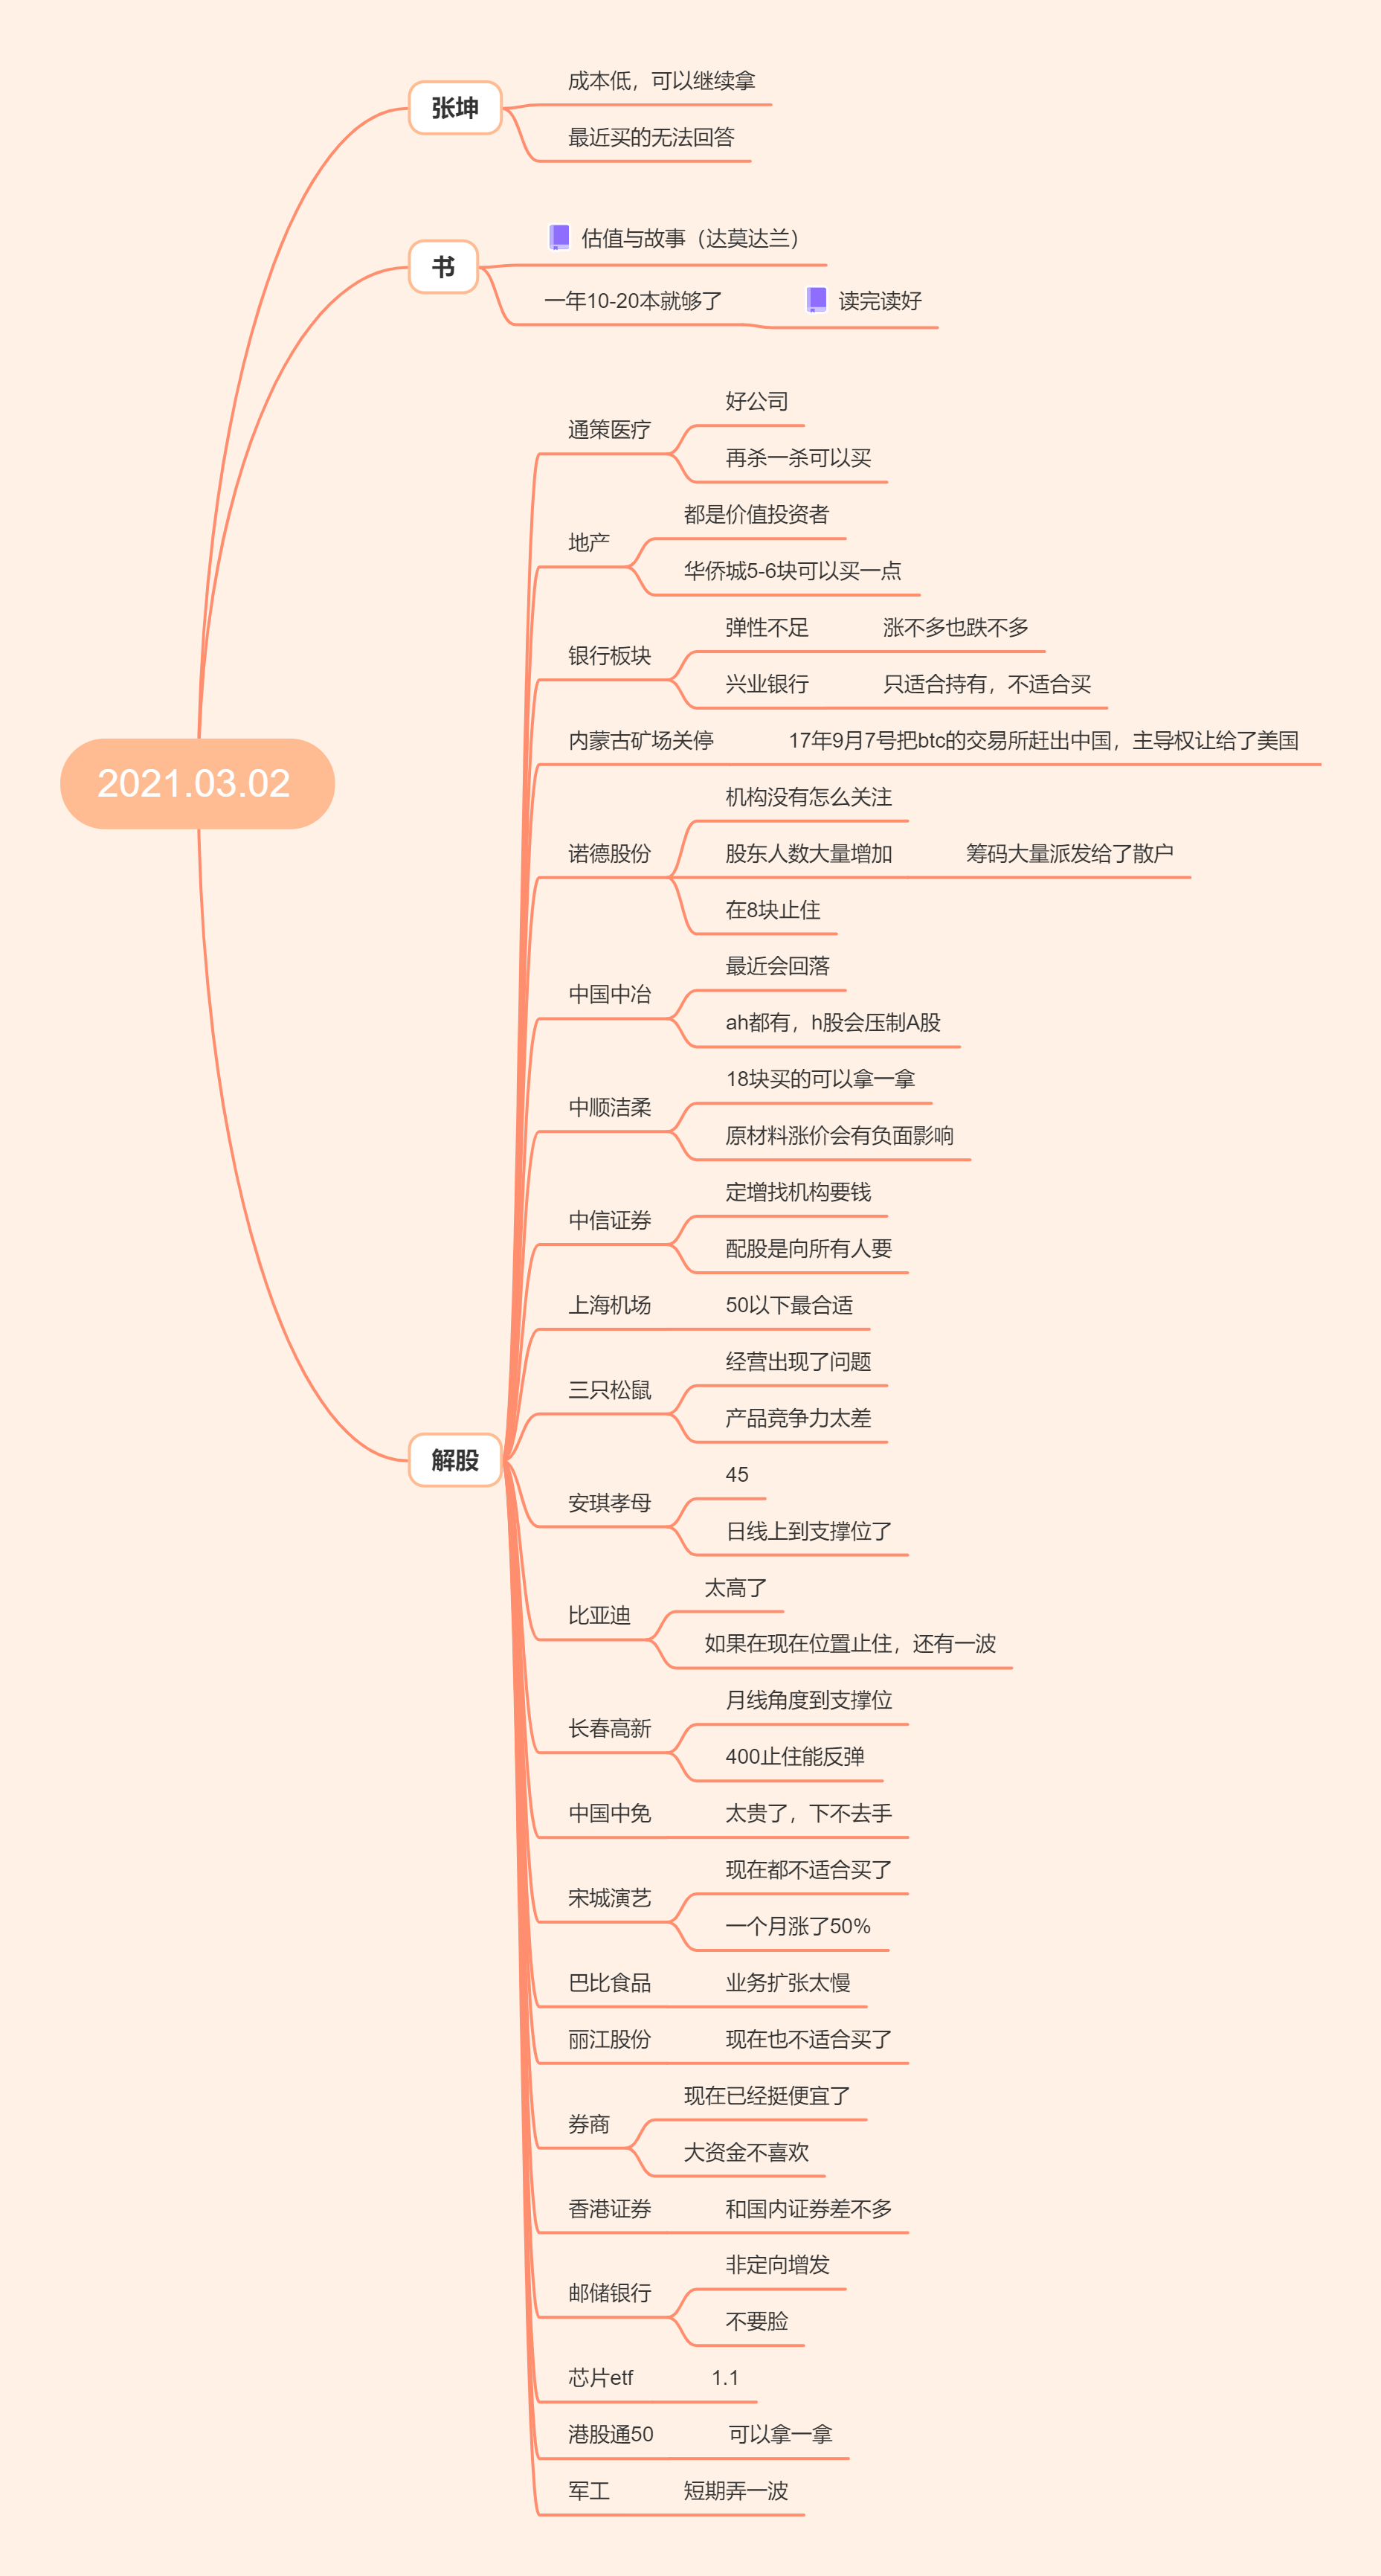 2021.03.02
张坤
成本低，可以继续拿
最近买的无法回答
书
估值与故事（达莫达兰）
一年10-20本就够了
读完读好
解股
通策医疗
好公司
再杀一杀可以买
地产
都是价值投资者
华侨城5-6块可以买一点
银行板块
弹性不足
涨不多也跌不多
兴业银行
只适合持有，不适合买
内蒙古矿场关停
17年9月7号把btc的交易所赶出中国，主导权让给了美国
诺德股份
机构没有怎么关注
股东人数大量增加
筹码大量派发给了散户
在8块止住
中国中冶
最近会回落
ah都有，h股会压制A股
中顺洁柔
18块买的可以拿一拿
原材料涨价会有负面影响
中信证券
定增找机构要钱
配股是向所有人要
上海机场
50以下最合适
三只松鼠
经营出现了问题
产品竞争力太差
安琪孝母
45
日线上到支撑位了
比亚迪
太高了
如果在现在位置止住，还有一波
长春高新
月线角度到支撑位
400止住能反弹
中国中免
太贵了，下不去手
宋城演艺
现在都不适合买了
一个月涨了50%
巴比食品
业务扩张太慢
丽江股份
现在也不适合买了
券商
现在已经挺便宜了
大资金不喜欢
香港证券
和国内证券差不多
邮储银行
非定向增发
不要脸
芯片etf
1.1
港股通50
可以拿一拿
军工
短期弄一波